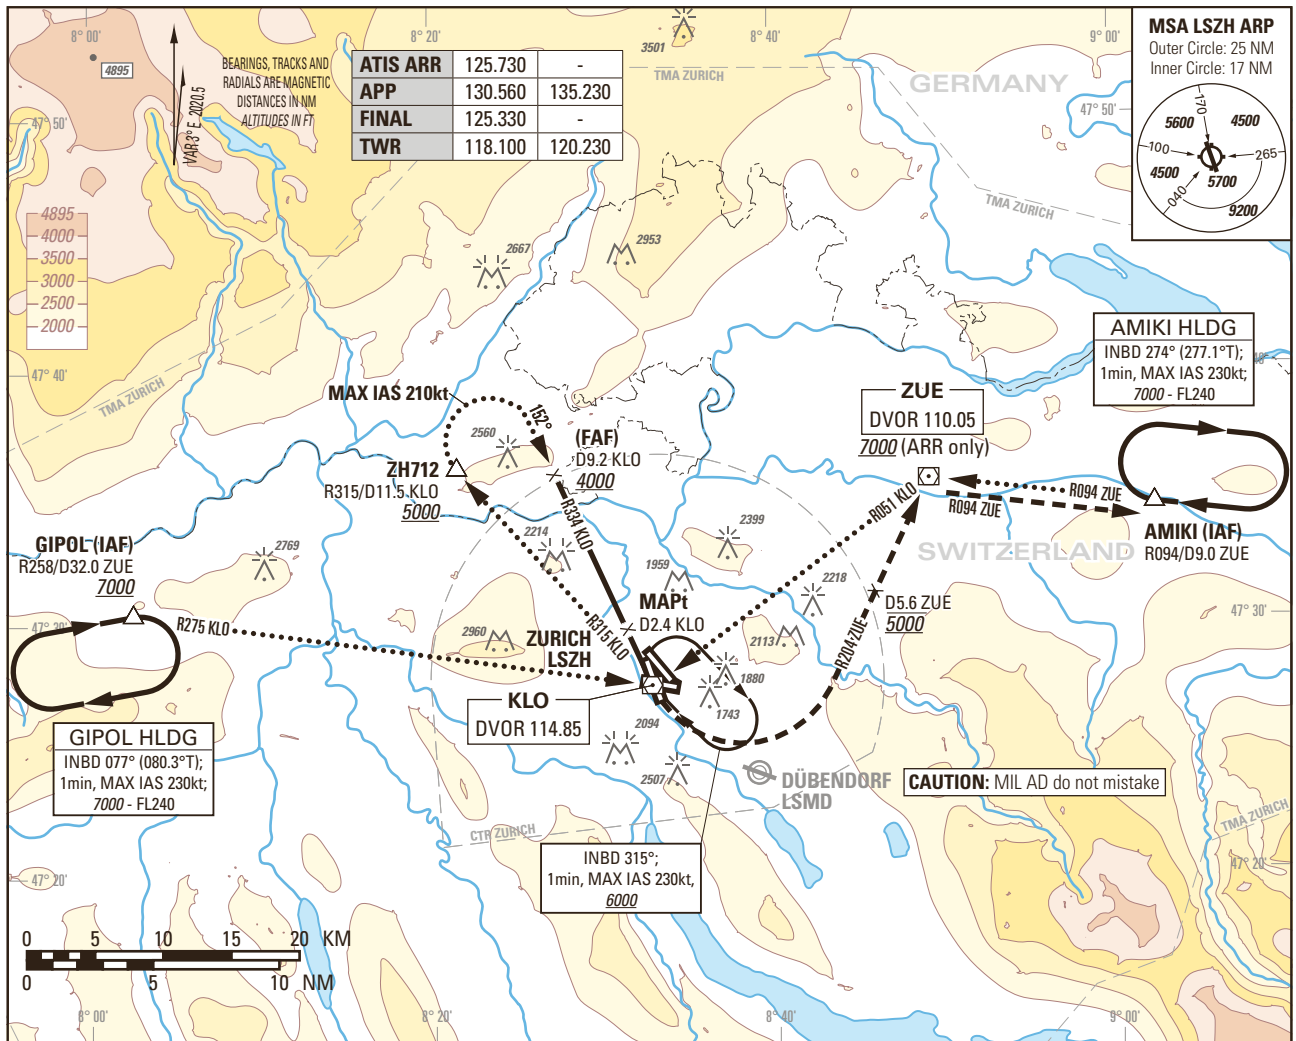 8° 00'
8° 20'
8° 40'
9° 00'
4895
BEARINGS, TRACKS AND
RADIALS ARE MAGNETIC
DISTANCES IN NM
ALTITUDES IN FT
VAR 3° E 2020.5
ATIS ARR 125.730 -
APP 130.560 135.230
FINAL 125.330 -
TWR 118.100 120.230
3501
TMA ZURICH
GERMANY
MSA LSZH ARP
Outer Circle: 25 NM
Inner Circle: 17 NM
170
5600
4500
100
265
4500
5700
040
9200
47° 50'
47° 50'
TMA ZURICH
4895
4000
3500
3000
2500
2000
2667
2953
AMIKI HLDG
INBD 274° (277.1°T);
1min, MAX IAS 230kt;
7000 - FL240
47° 40'
40'
TMA ZURICH
MAX IAS 210kt
152°
2560
(FAF)
D9.2 KLO
4000
ZUE
DVOR 110.05
7000 (ARR only)
ZH712
R315/D11.5 KLO
5000
R334 KLO
R051 KLO
R094 ZUE
R094 ZUE
AMIKI (IAF)
R094/D9.0 ZUE
SWITZERLAND
GIPOL (IAF)
R258/D32.0 ZUE
7000
2769
2214
2399
1959
2218
MAPt
D2.4 KLO
D5.6 ZUE
5000
47° 30'
47° 30'
R275 KLO
2960
ZURICH
LSZH
R315 KLO
2113
R204 ZUE
1880
1743
KLO
DVOR 114.85
2094
2507
GIPOL HLDG
INBD 077° (080.3°T);
1min, MAX IAS 230kt;
7000 - FL240
DÜBENDORF
LSMD
CAUTION: MIL AD do not mistake
CTR ZURICH
TMA ZURICH
INBD 315°;
1min, MAX IAS 230kt,
6000
47° 20'
47° 20'
0 5 10 15 20 KM
0 5 10 NM
8° 00'
8° 20'
8° 40'
9° 00'